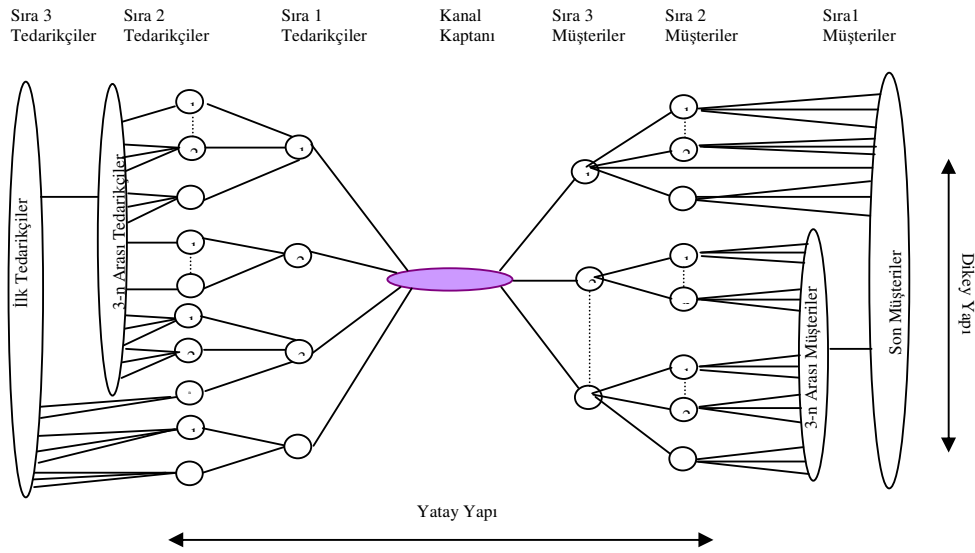 Sıra 3
Tedarikçiler
Sıra 2
Tedarikçiler
Sıra 1
Tedarikçiler
Kanal
Kaptanı
Sıra 3
Müşteriler
Sıra 2
Müşteriler
Sıra1
Müşteriler
İlk Tedarikçiler
3-n Arası Tedarikçiler
3-n Arası Müşteriler
Son Müşteriler
Dikey Yapı
Yatay Yapı